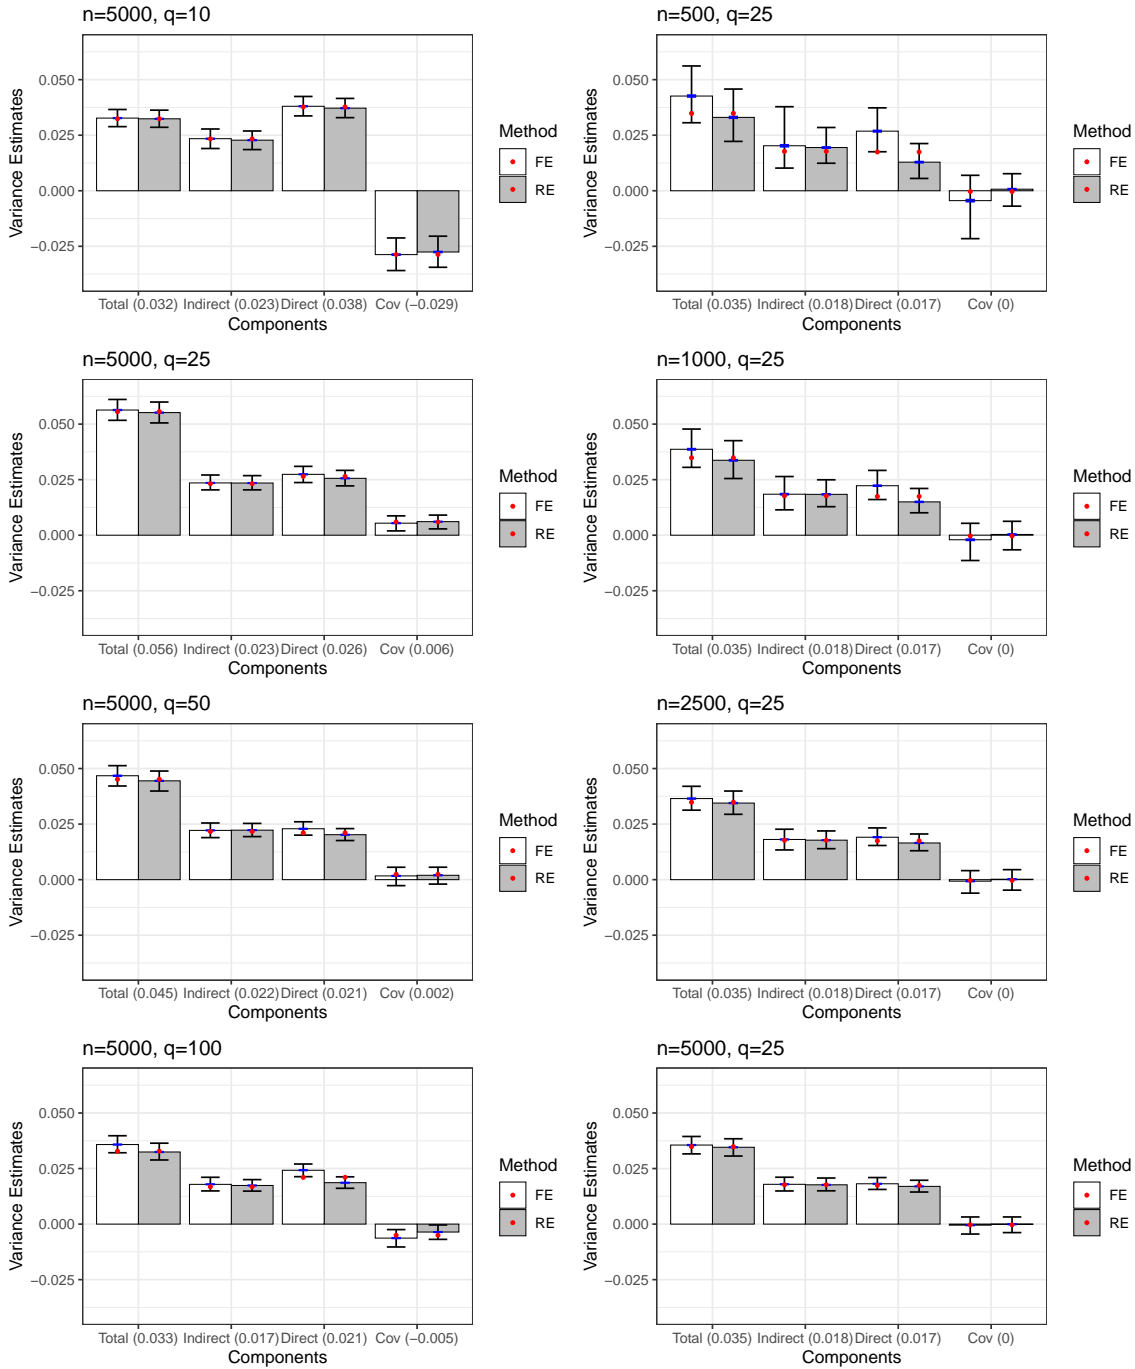 n=5000, q=10
Variance Estimates
0.050
0.025
0.000
−0.025
Total (0.032) Indirect (0.023) Direct (0.038) Cov (−0.029)
Components
Method
FE
RE
n=500, q=25
Variance Estimates
0.050
0.025
0.000
−0.025
Total (0.035) Indirect (0.018) Direct (0.017) Cov (0)
Components
Method
FE
RE
n=5000, q=25
Variance Estimates
0.050
0.025
0.000
−0.025
Total (0.056) Indirect (0.023) Direct (0.026) Cov (0.006)
Components
Method
FE
RE
n=1000, q=25
Variance Estimates
0.050
0.025
0.000
−0.025
Total (0.035) Indirect (0.018) Direct (0.017) Cov (0)
Components
Method
FE
RE
n=5000, q=50
Variance Estimates
0.050
0.025
0.000
−0.025
Total (0.045) Indirect (0.022) Direct (0.021) Cov (0.002)
Components
Method
FE
RE
n=2500, q=25
Variance Estimates
0.050
0.025
0.000
−0.025
Total (0.035) Indirect (0.018) Direct (0.017) Cov (0)
Components
Method
FE
RE
n=5000, q=100
Variance Estimates
0.050
0.025
0.000
−0.025
Total (0.033) Indirect (0.017) Direct (0.021) Cov (−0.005)
Components
Method
FE
RE
n=5000, q=25
Variance Estimates
0.050
0.025
0.000
−0.025
Total (0.035) Indirect (0.018) Direct (0.017) Cov (0)
Components
Method
FE
RE